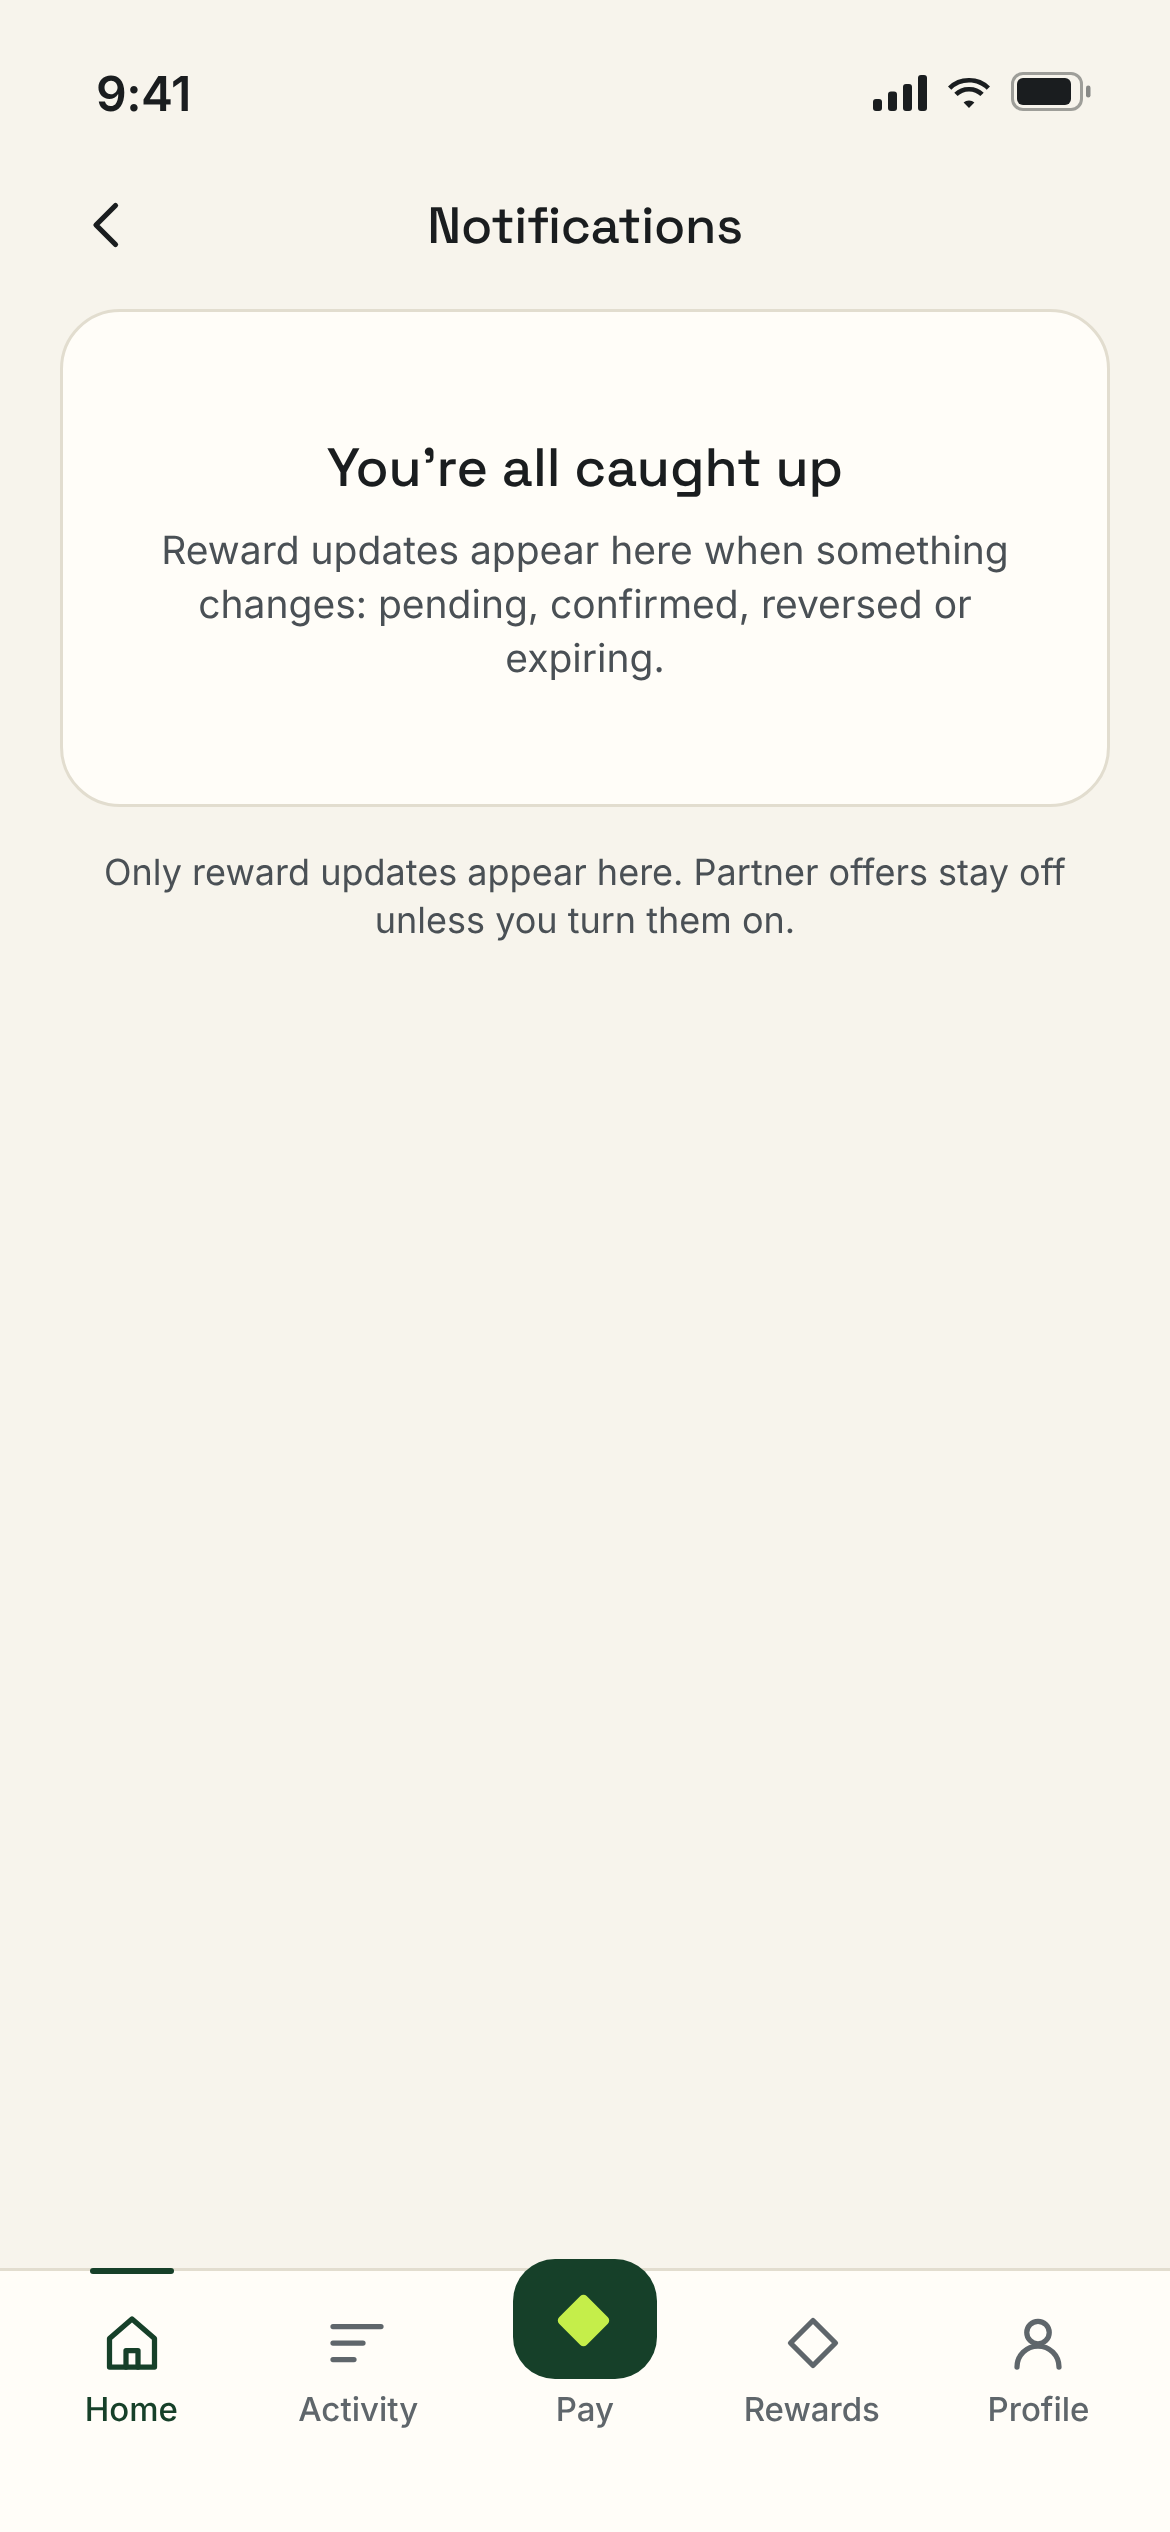 9:41
Notifications
You’re all caught up
Reward updates appear here when something
changes: pending, confirmed, reversed or
expiring.
Only reward updates appear here. Partner offers stay off
unless you turn them on.
Home
Activity
Pay
Rewards
Profile